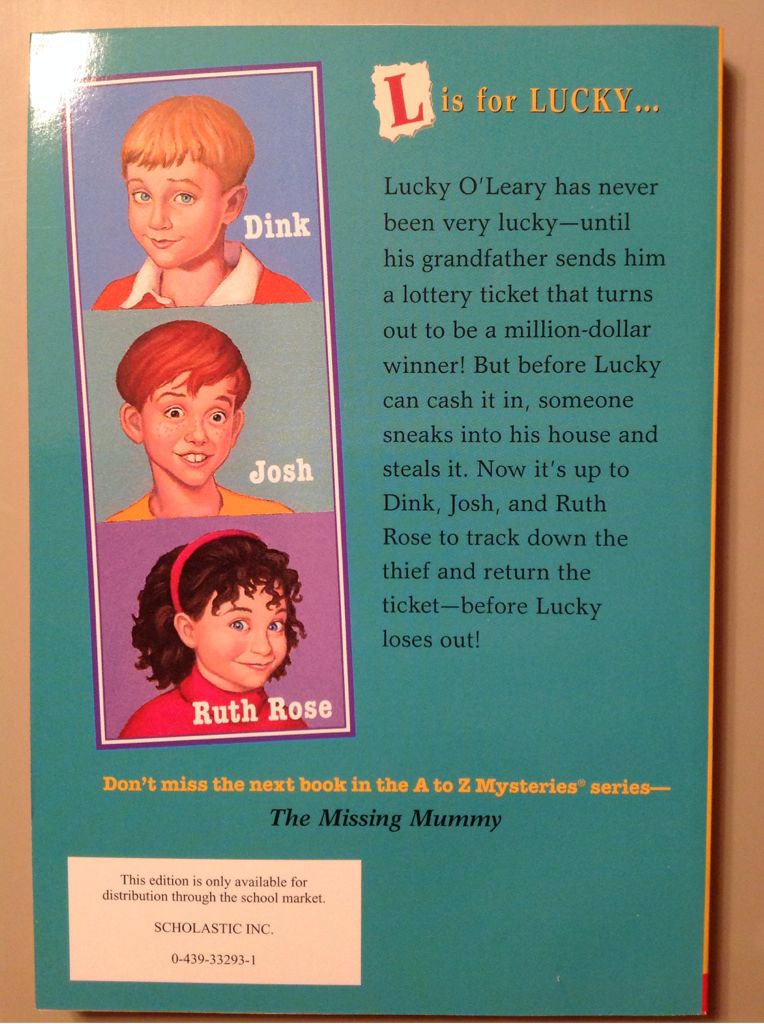 L is for LUCKY...
Dink
Josh
Ruth Rose
Lucky O'Leary has never
been very lucky—until
his grandfather sends him
a lottery ticket that turns
out to be a million-dollar
winner! But before Lucky
can cash it in, someone
sneaks into his house and
steals it. Now it's up to
Dink, Josh, and Ruth
Rose to track down the
thief and return the
ticket—before Lucky
loses out!
Don't miss the next book in the A to Z Mysteries® series—
The Missing Mummy
This edition is only available for
distribution through the school market.
SCHOLASTIC INC.
0-439-33293-1